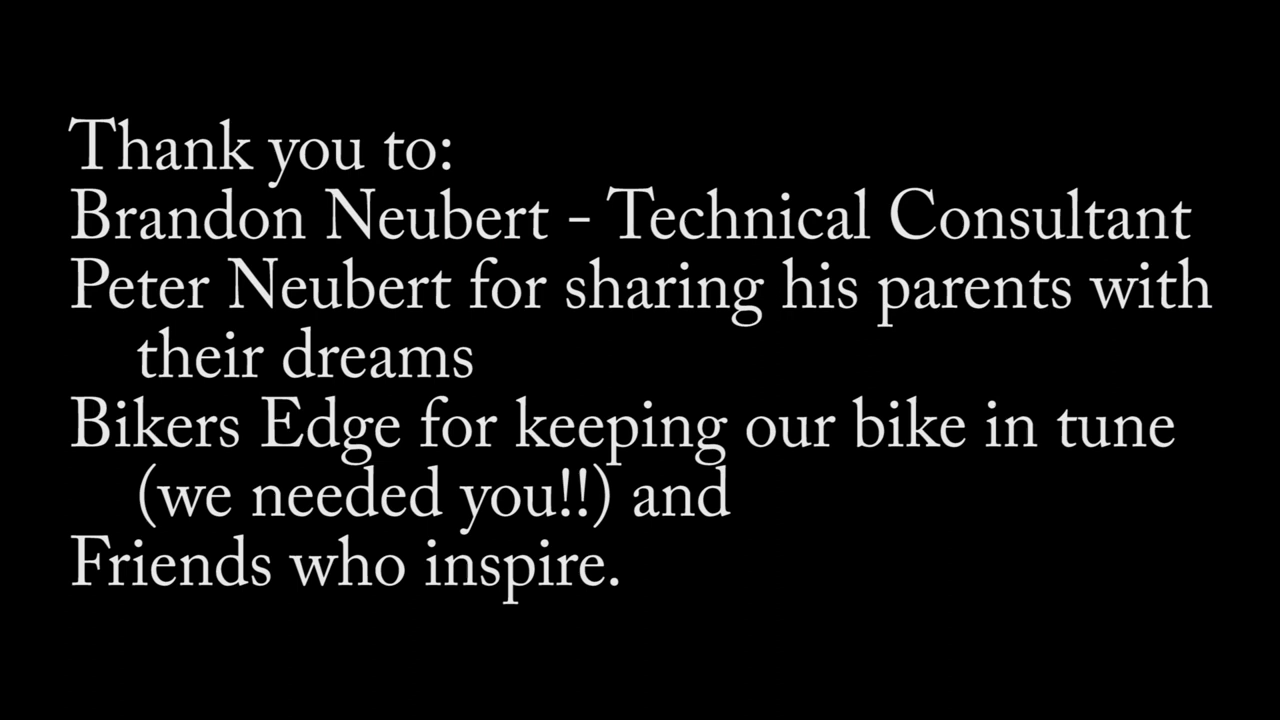 Thank you to:
Brandon Neubert - Technical Consultant
Peter Neubert for sharing his parents with
their dreams
Bikers Edge for keeping our bike in tune
(we needed you!!) and
Friends who inspire.